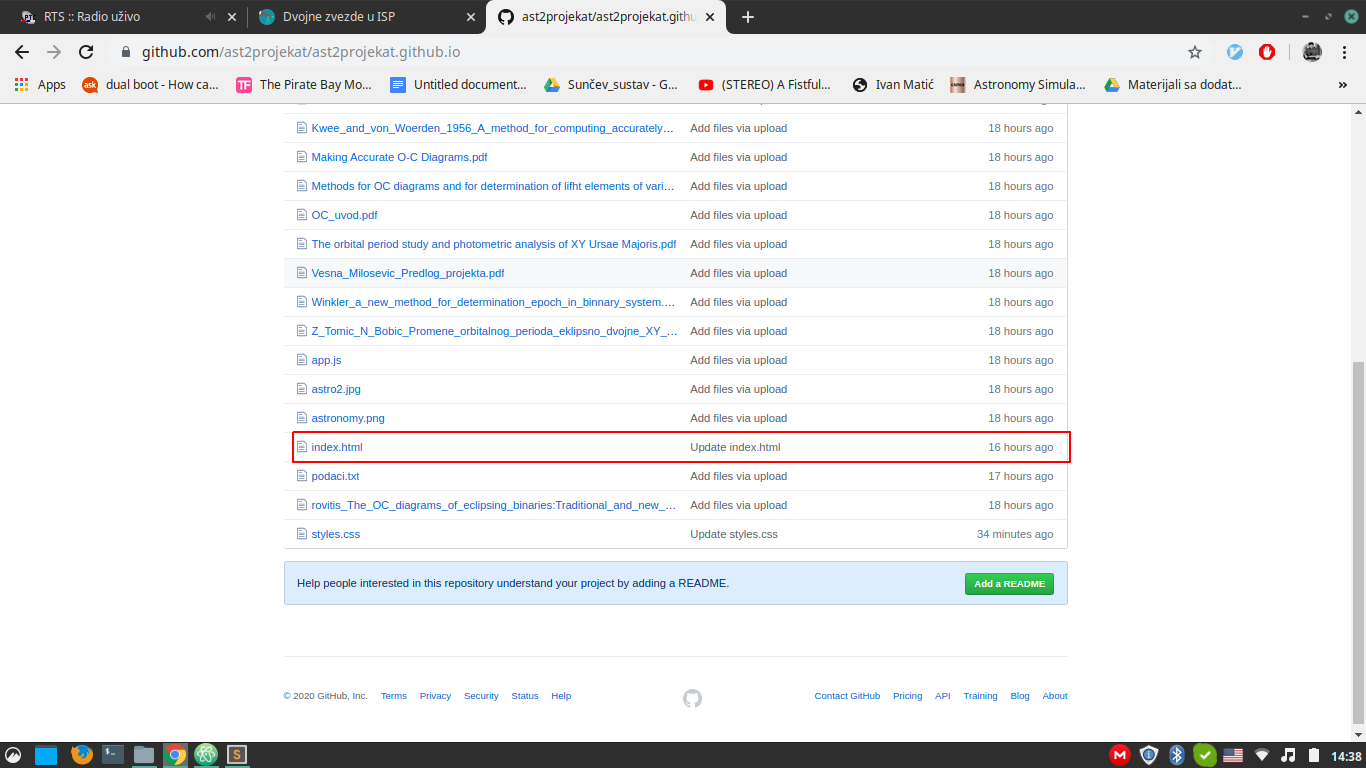 RTS :: Radio uživo
Dvojne zvezde u ISP
ast2projekat/ast2projekat.githu
github.com/ast2projekat/ast2projekat.github.io
Apps
dual boot - How ca...
The Pirate Bay Mo...
Untitled document...
Sunčev_sustav - G...
(STEREO) A Fistful...
Ivan Matić
Astronomy Simula...
Materijali sa dodat...
»
Kwee_and_von_Woerden_1956_A_method_for_computing_accurately... Add files via upload 18 hours ago
Making Accurate O-C Diagrams.pdf Add files via upload 18 hours ago
Methods for OC diagrams and for determination of lifht elements of vari... Add files via upload 18 hours ago
OC_uvod.pdf Add files via upload 18 hours ago
The orbital period study and photometric analysis of XY Ursae Majoris.pdf Add files via upload 18 hours ago
Vesna_Milosevic_Predlog_projekta.pdf Add files via upload 18 hours ago
Winkler_a_new_method_for_determination_epoch_in_binnary_system.... Add files via upload 18 hours ago
Z_Tomic_N_Bobic_Promene_orbitalnog_perioda_eklipsno_dvojne_XY_... Add files via upload 18 hours ago
app.js Add files via upload 18 hours ago
astro2.jpg Add files via upload 18 hours ago
astronomy.png Add files via upload 18 hours ago
index.html Update index.html 16 hours ago
podaci.txt Add files via upload 17 hours ago
rovitis_The_OC_diagrams_of_eclipsing_binaries:Traditional_and_new_... Add files via upload 18 hours ago
styles.css Update styles.css 34 minutes ago
Help people interested in this repository understand your project by adding a README. Add a README
© 2020 GitHub, Inc. Terms Privacy Security Status Help Contact GitHub Pricing API Training Blog About
14:38